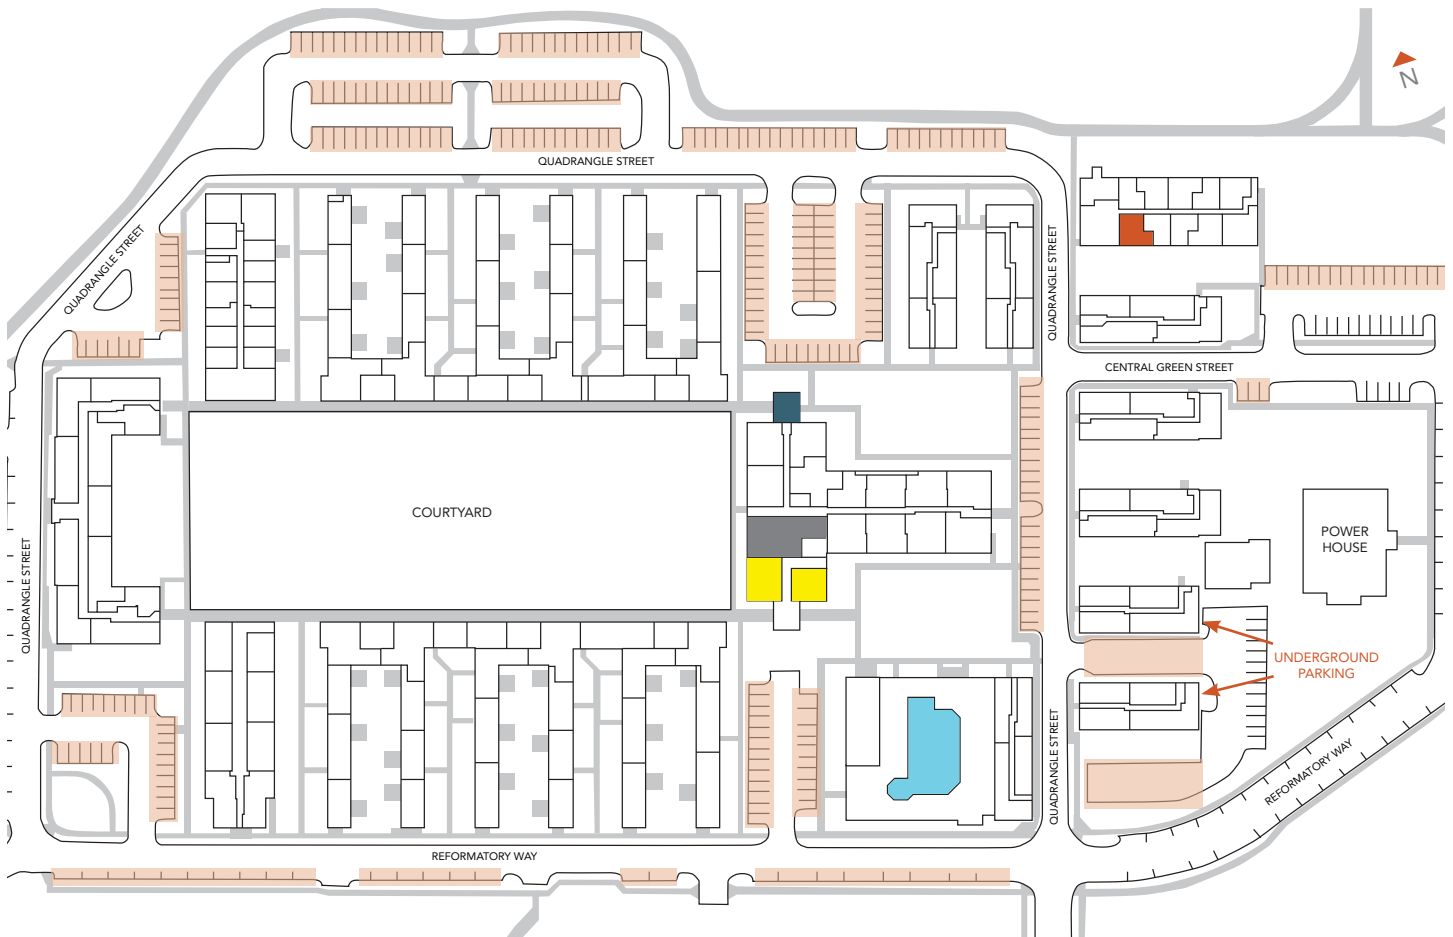 N
QUADRANGLE STREET
QUADRANGLE STREET
QUADRANGLE STREET
CENTRAL GREEN STREET
COURTYARD
POWER
HOUSE
QUADRANGLE STREET
UNDERGROUND
PARKING
QUADRANGLE STREET
REFORMATORY WAY
REFORMATORY WAY